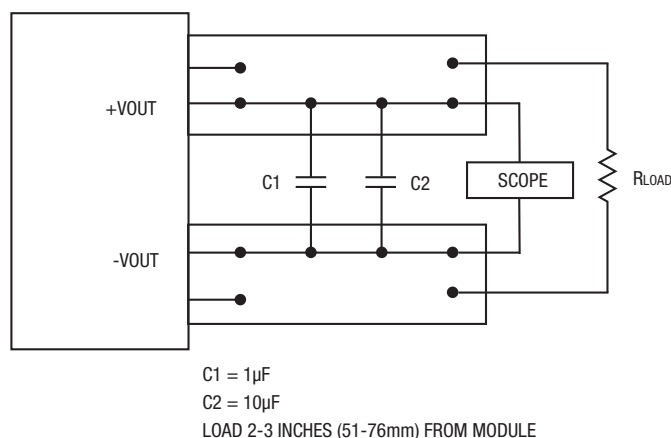 +VOUT
C1
C2
SCOPE
RLOAD
-VOUT
C1 = 1µF
C2 = 10µF
LOAD 2-3 INCHES (51-76mm) FROM MODULE